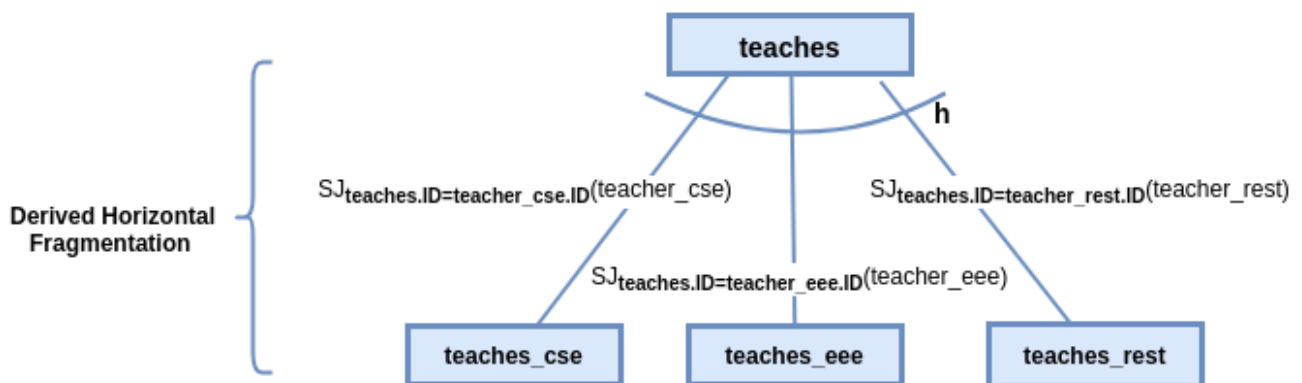 teaches
h
SJteaches.ID=teacher_cse.ID(teacher_cse)
SJteaches.ID=teacher_rest.ID(teacher_rest)
Derived Horizontal
Fragmentation
SJteaches.ID=teacher_eee.ID(teacher_eee)
teaches_cse
teaches_eee
teaches_rest